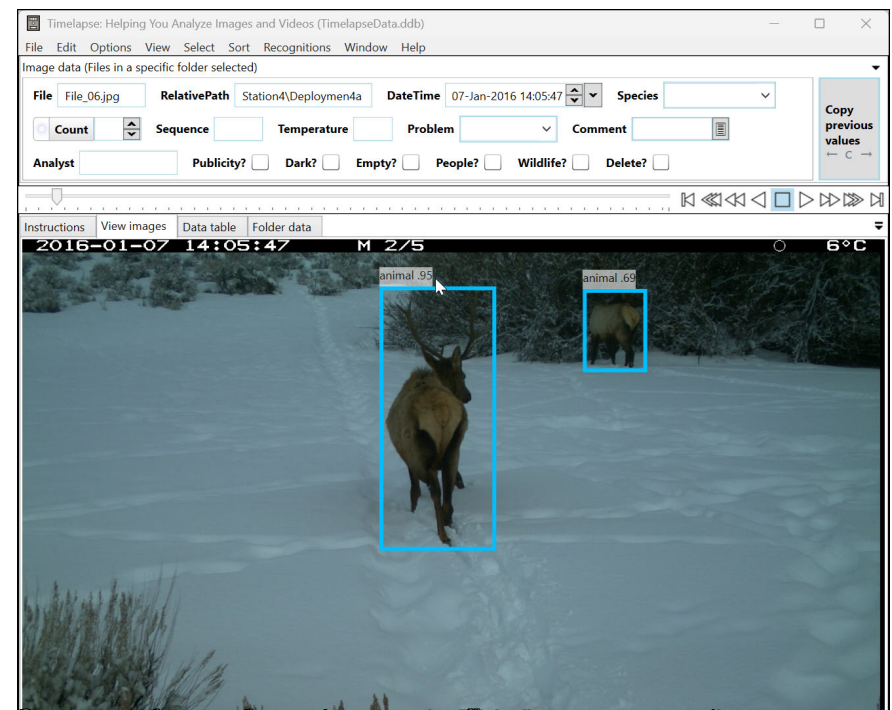 Timelapse: Helping You Analyze Images and Videos (TimelapseData.ddb)
File Edit Options View Select Sort Recognitions Window Help
Image data (Files in a specific folder selected)
File File_06.jpg RelativePath Station4\Deploymen4a DateTime 07-Jan-2016 14:05:47 Species
Count Sequence Temperature Problem Comment
Analyst Publicity? Dark? Empty? People? Wildlife? Delete?
Copy
previous
values
← C →
Instructions View images Data table Folder data
2016-01-07 14:05:47 M 2/5 6°C
animal .95
animal .69